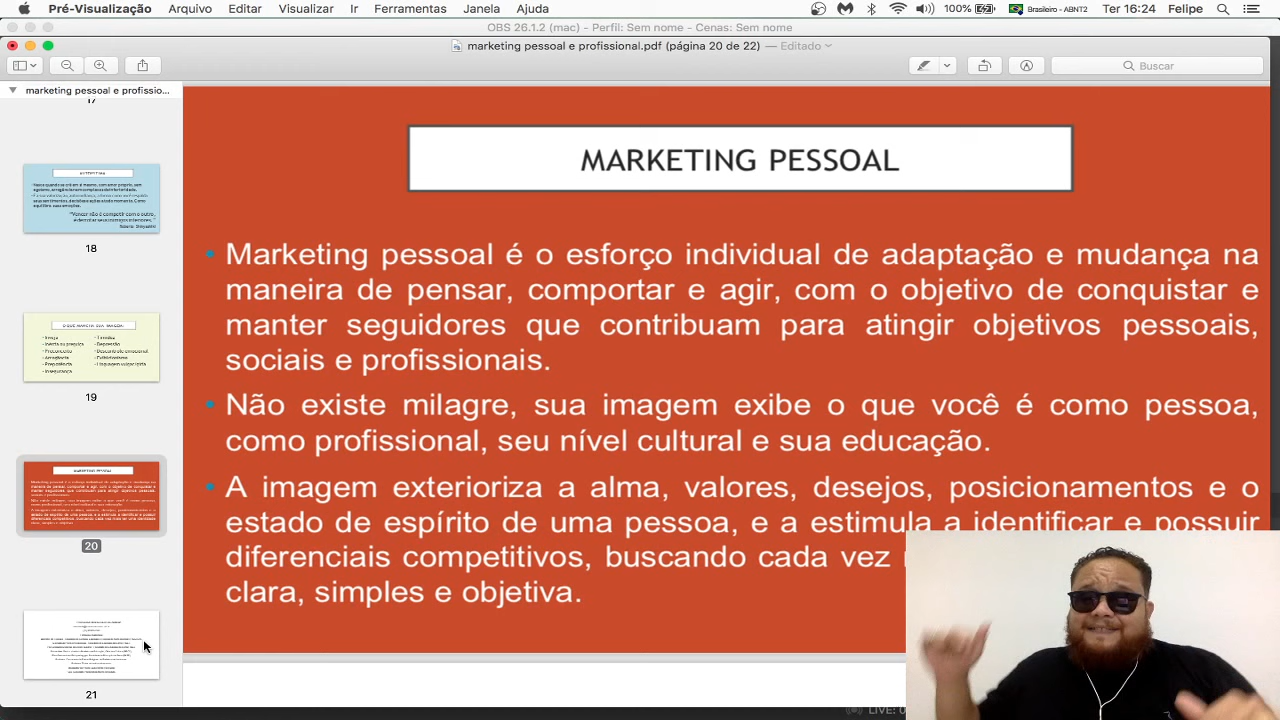 Pré-Visualização Arquivo Editar Visualizar Ir Ferramentas Janela Ajuda 100% Brasileiro - ABNT2 Ter 16:24 Felipe
OBS 26.1.2 (mac) - Perfil: Sem nome - Cenas: Sem nome
marketing pessoal e profissional.pdf (página 20 de 22) — Editado
Buscar
marketing pessoal e profissio...
17
18
19
20
21
MARKETING PESSOAL
• Marketing pessoal é o esforço individual de adaptação e mudança na
maneira de pensar, comportar e agir, com o objetivo de conquistar e
manter seguidores que contribuam para atingir objetivos pessoais,
sociais e profissionais.
• Não existe milagre, sua imagem exibe o que você é como pessoa,
como profissional, seu nível cultural e sua educação.
• A imagem exterioriza a alma, valores, desejos, posicionamentos e o
estado de espírito de uma pessoa, e a estimula a identificar e possuir
diferenciais competitivos, buscando cada vez
clara, simples e objetiva.
LIVE: